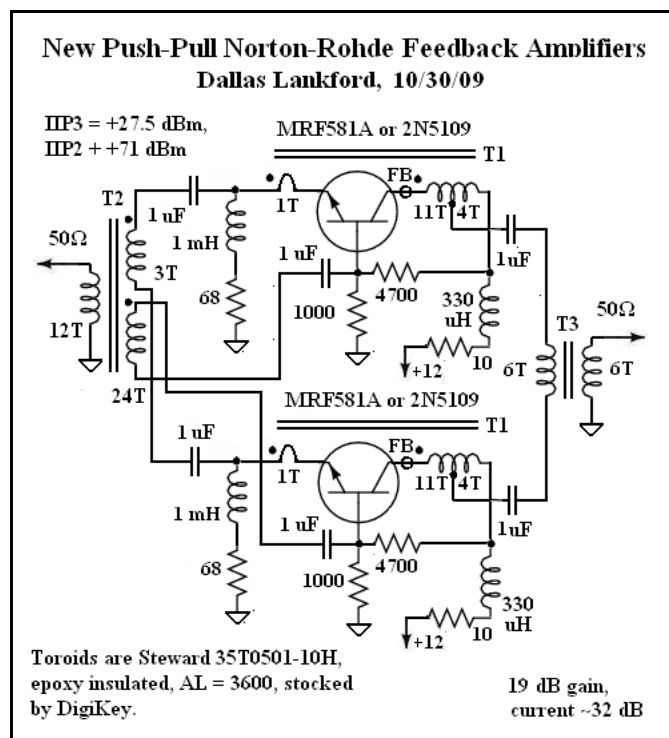 New Push-Pull Norton-Rohde Feedback Amplifiers
Dallas Lankford, 10/30/09
IIP3 = +27.5 dBm,
IIP2 + +71 dBm
MRF581A or 2N5109
T1
T2
FB
1 uF
1T
11T
4T
50Ω
1 mH
1 uF
1uF
3T
4700
50Ω
68
1000
330
uH
T3
12T
10
6T
6T
+12
24T
MRF581A or 2N5109
T1
1 uF
FB
1T
11T
4T
1 mH
1 uF
1uF
4700
68
1000
330
uH
+12
10
Toroids are Steward 35T0501-10H,
epoxy insulated, AL = 3600, stocked
by DigiKey.
19 dB gain,
current ~32 dB